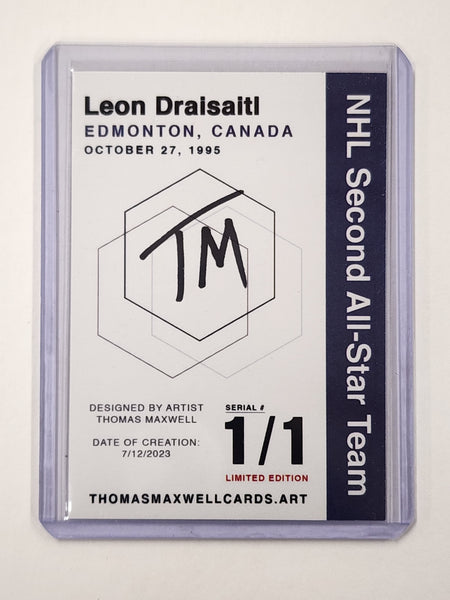 Leon Draisaitl
EDMONTON, CANADA
OCTOBER 27, 1995
TM
DESIGNED BY ARTIST
THOMAS MAXWELL
DATE OF CREATION:
7/12/2023
SERIAL #
1/1
LIMITED EDITION
THOMASMAXWELLCARDS.ART
NHL Second All-Star Team